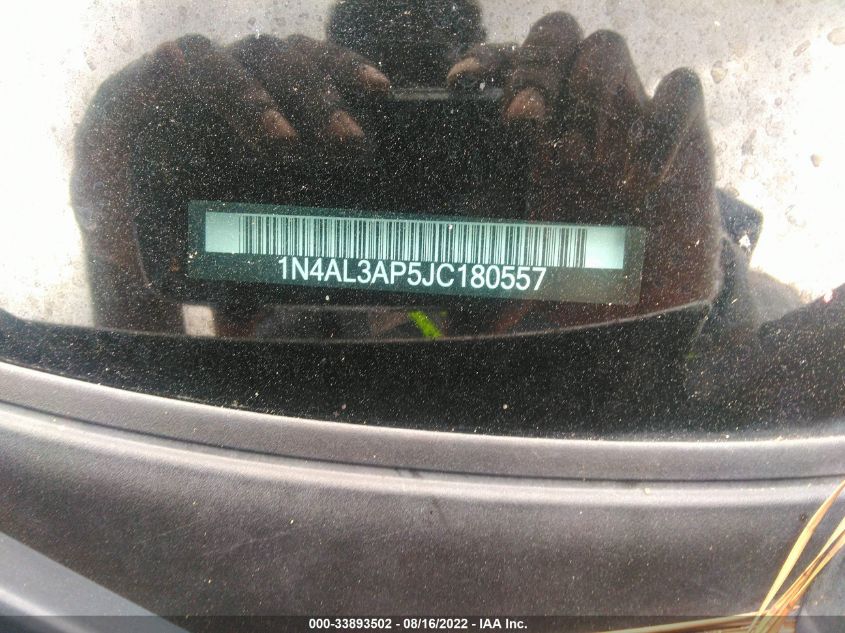 1N4AL3AP5JC180557
000-33893502 / 08/16/2022 - IAA Inc.